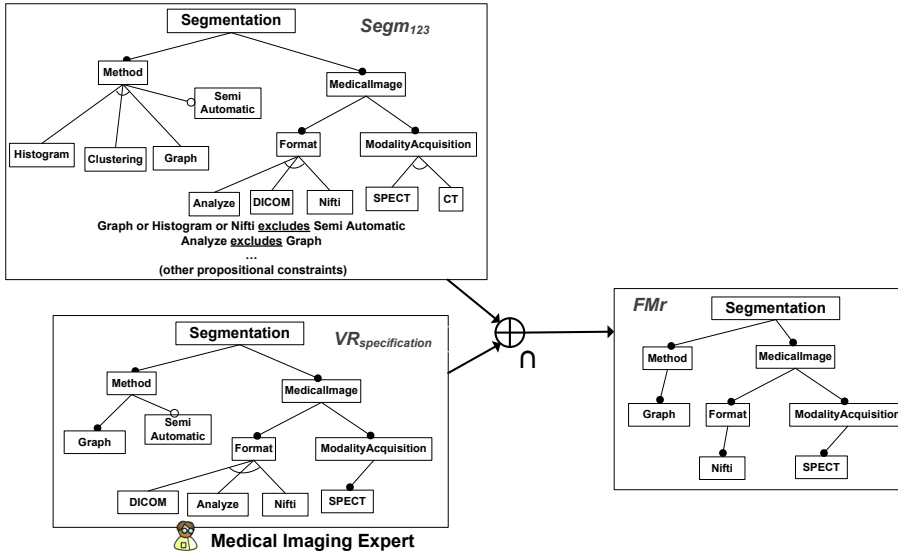 Segmentation
Segm123
Method
MedicalImage
Semi
Automatic
Histogram
Clustering
Graph
Format
ModalityAcquisition
Analyze
DICOM
Nifti
SPECT
CT
Graph or Histogram or Nifti excludes Semi Automatic
Analyze excludes Graph
...
(other propositional constraints)
Segmentation
VRspecification
Method
MedicalImage
Graph
Semi
Automatic
Format
ModalityAcquisition
DICOM
Analyze
Nifti
SPECT
Medical Imaging Expert
∩
FMr
Segmentation
Method
MedicalImage
Graph
Format
ModalityAcquisition
Nifti
SPECT